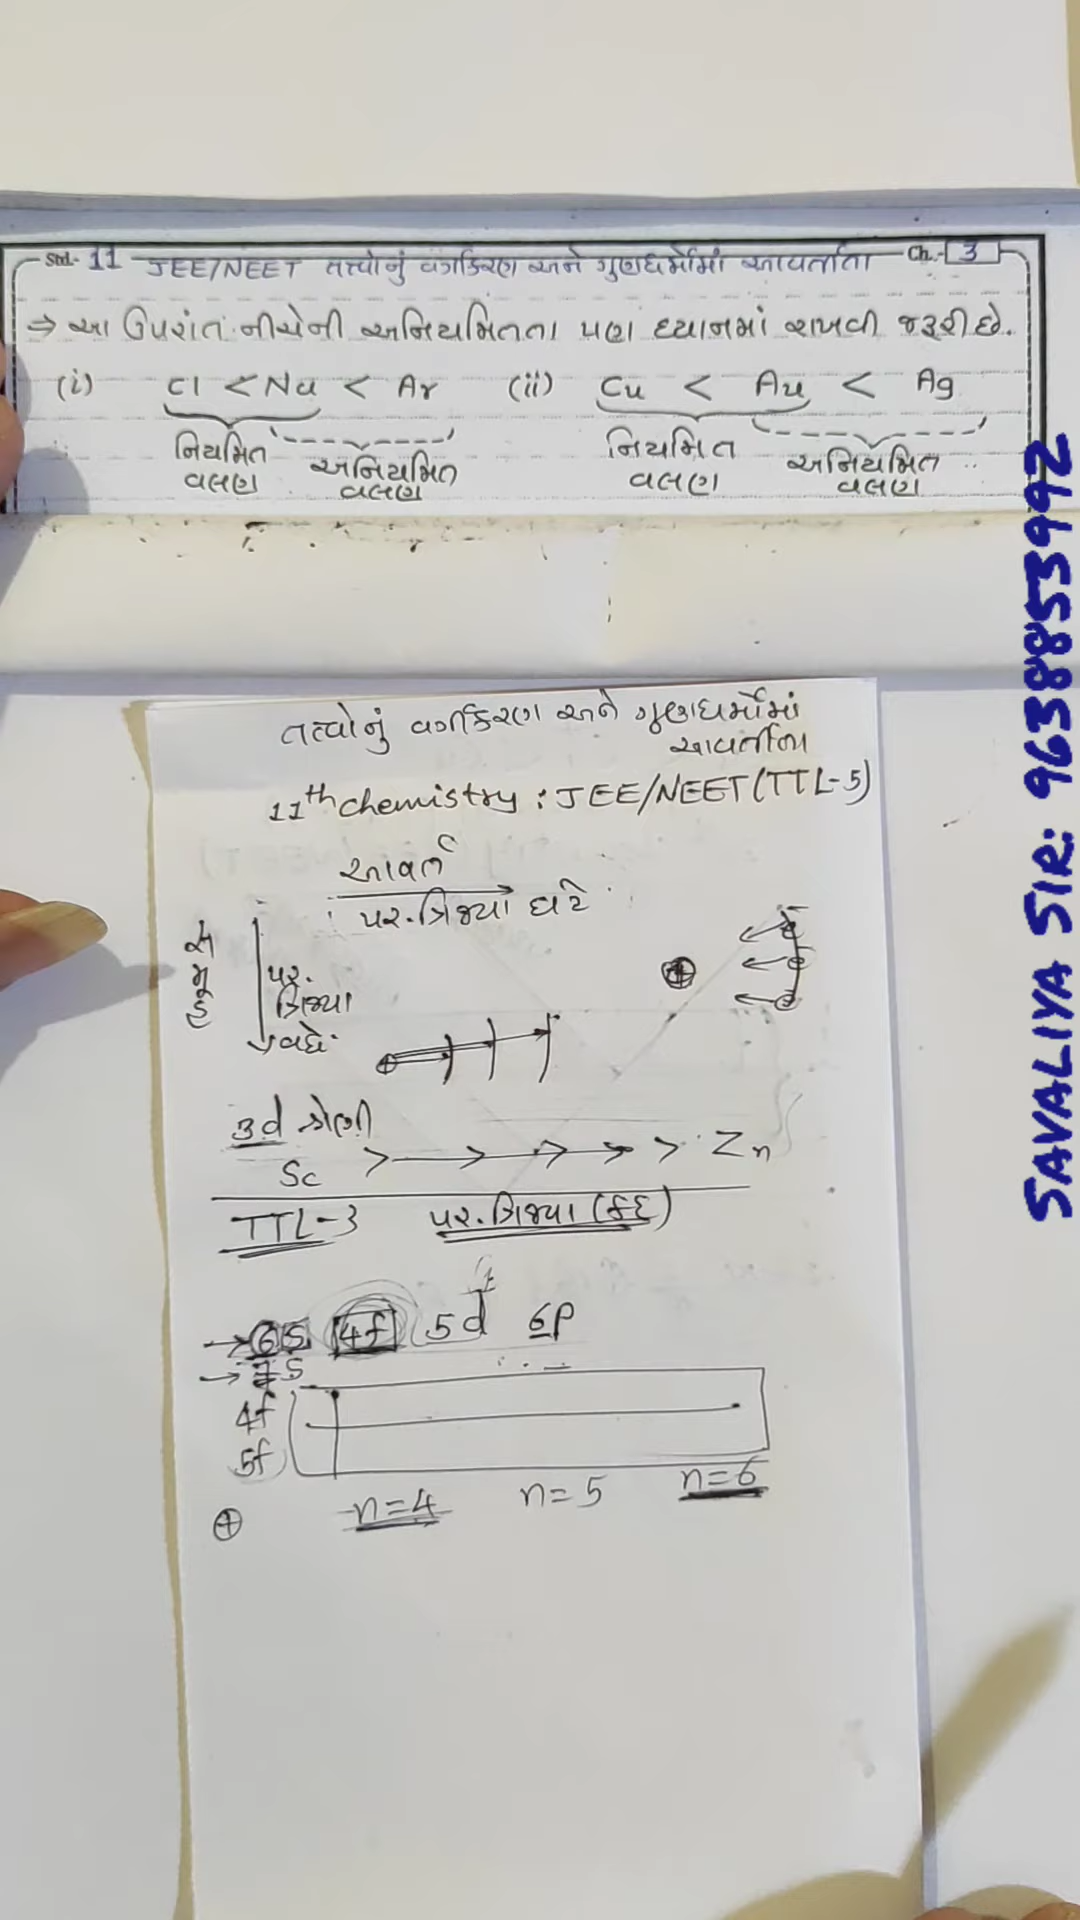 Std.- 11 JEE/NEET તત્ત્વોનું વર્ગીકરણ અને ગુણધર્મોમાં આવર્તિતા Ch.- 3
⇒ આ ઉપરાંત નીચેની અનિયમિતતા પણ ધ્યાનમાં રાખવી જરૂરી છે.
(i) Cl < Na < Ar (ii) Cu < Au < Ag
નિયમિત વલણ અનિયમિત વલણ નિયમિત વલણ અનિયમિત વલણ
તત્ત્વોનું વર્ગીકરણ અને ગુણધર્મોમાં
આવર્તીતા
11th chemistry : JEE/NEET (TTL-5)
આવર્ત
પર. ત્રિજ્યા ઘટે
સમૂહ
પર.
ત્રિજ્યા
વધે
3d શ્રેણી
Sc > > > > > Zn
TTL-3 પર. ત્રિજ્યા (કદ)
→ 6S 4f 5d 6P
→ 7S
4f
5f
n=4 n=5 n=6
SAVALIYA SIR: 9638853992